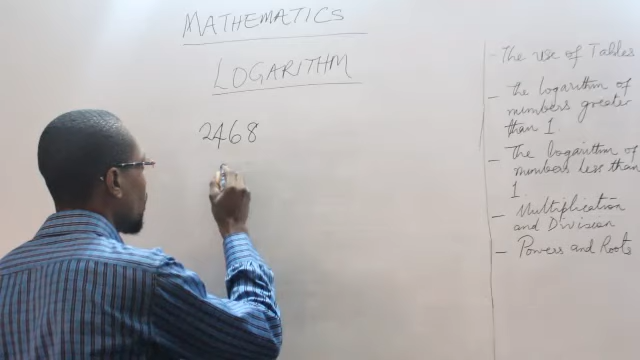 MATHEMATICS
LOGARITHM
2468
- The use of Tables
- the logarithm of
numbers greater
than 1.
- The logarithm of
numbers less than
1
- Multiplication
and Division
- Powers and Roots